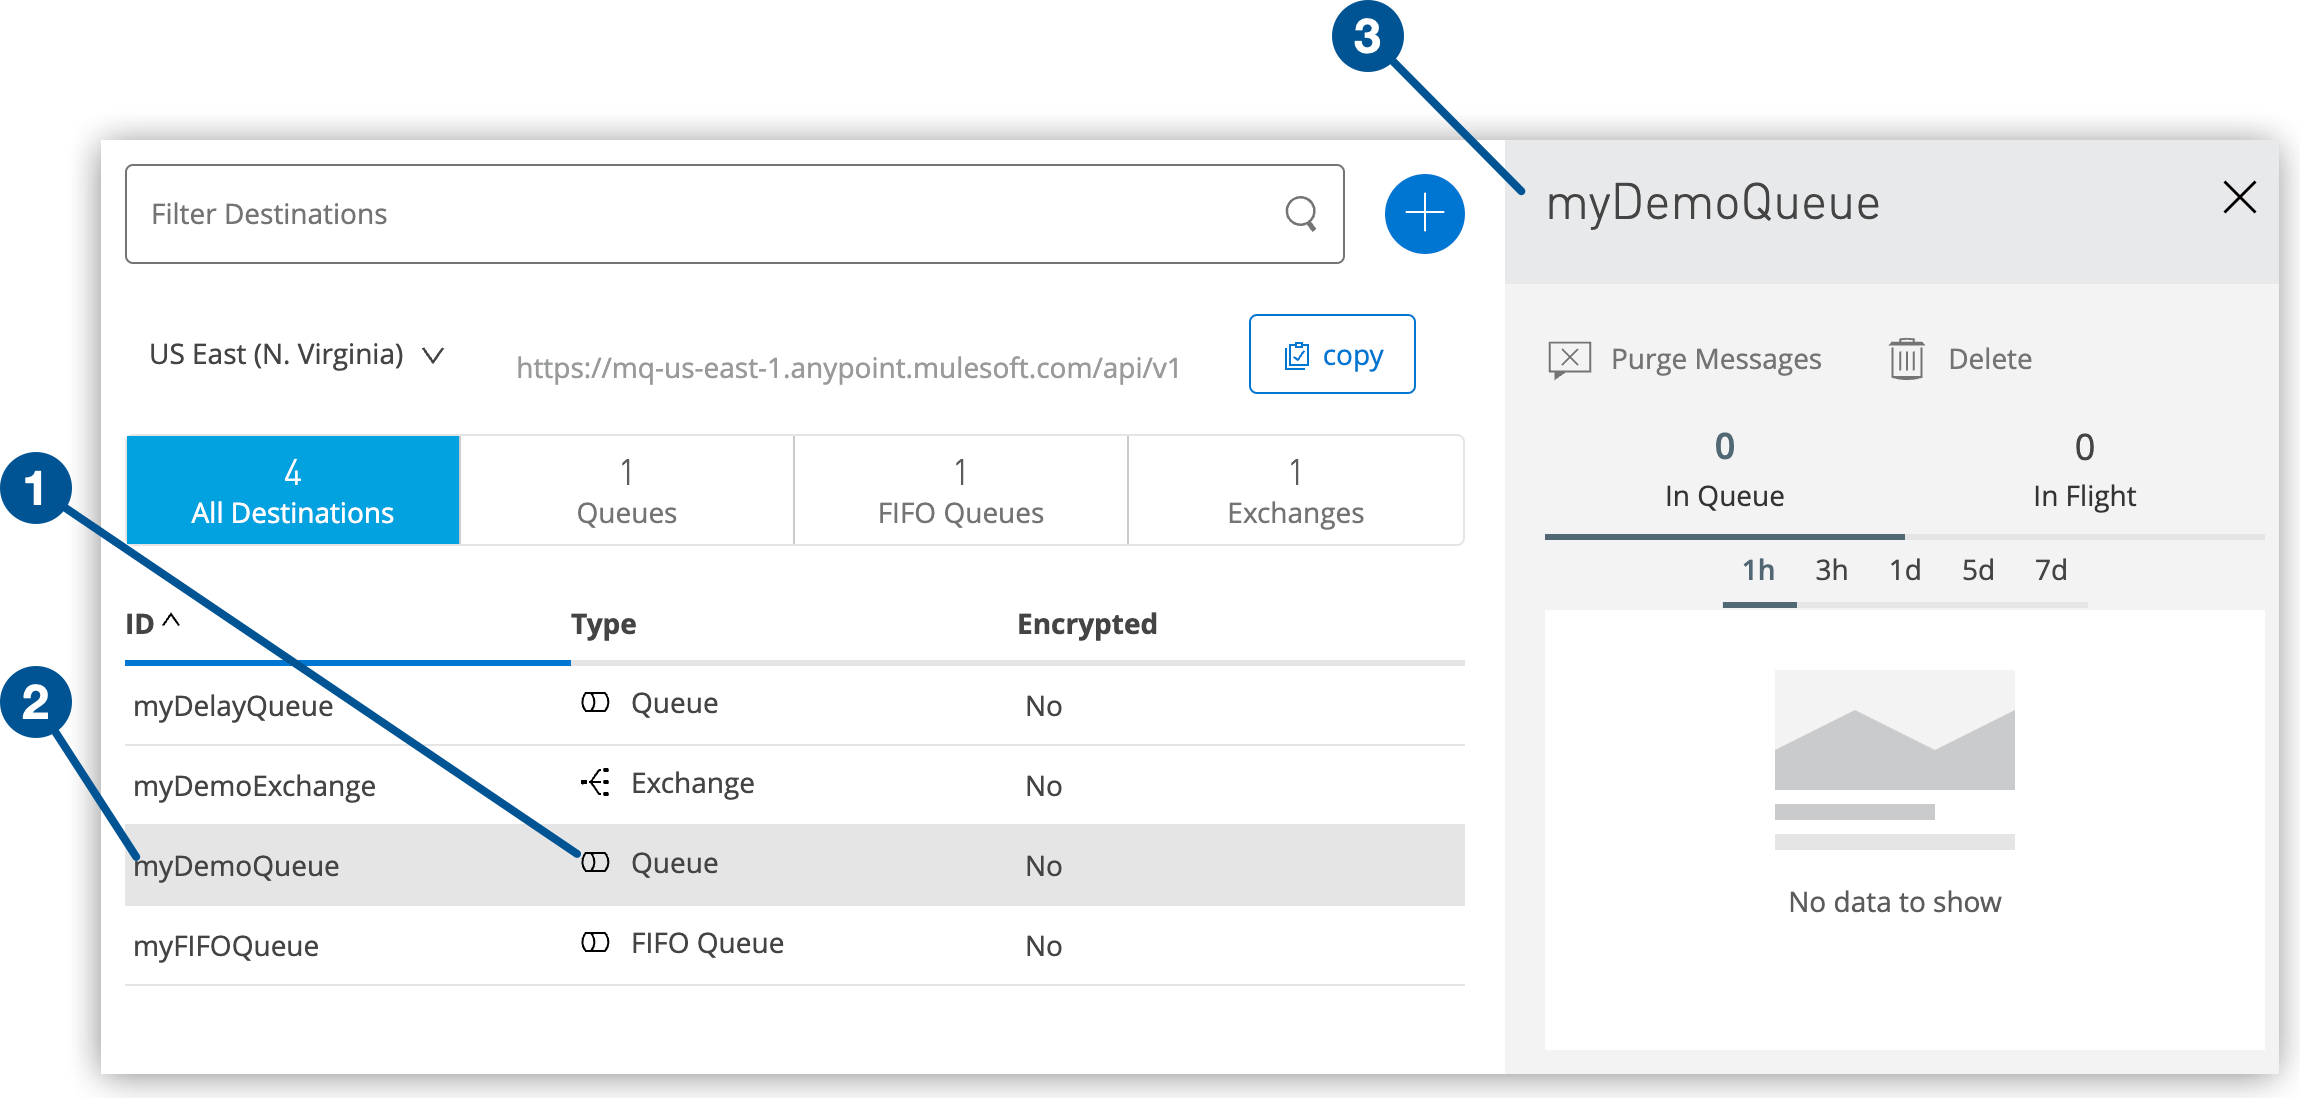 3
Filter Destinations
myDemoQueue
US East (N. Virginia)
https://mq-us-east-1.anypoint.mulesoft.com/api/v1
copy
Purge Messages
Delete
4
All Destinations
1
Queues
1
FIFO Queues
1
Exchanges
0
In Queue
0
In Flight
1
1h 3h 1d 5d 7d
ID Type Encrypted
2
myDelayQueue Queue No
myDemoExchange Exchange No
myDemoQueue Queue No
myFIFOQueue FIFO Queue No
No data to show